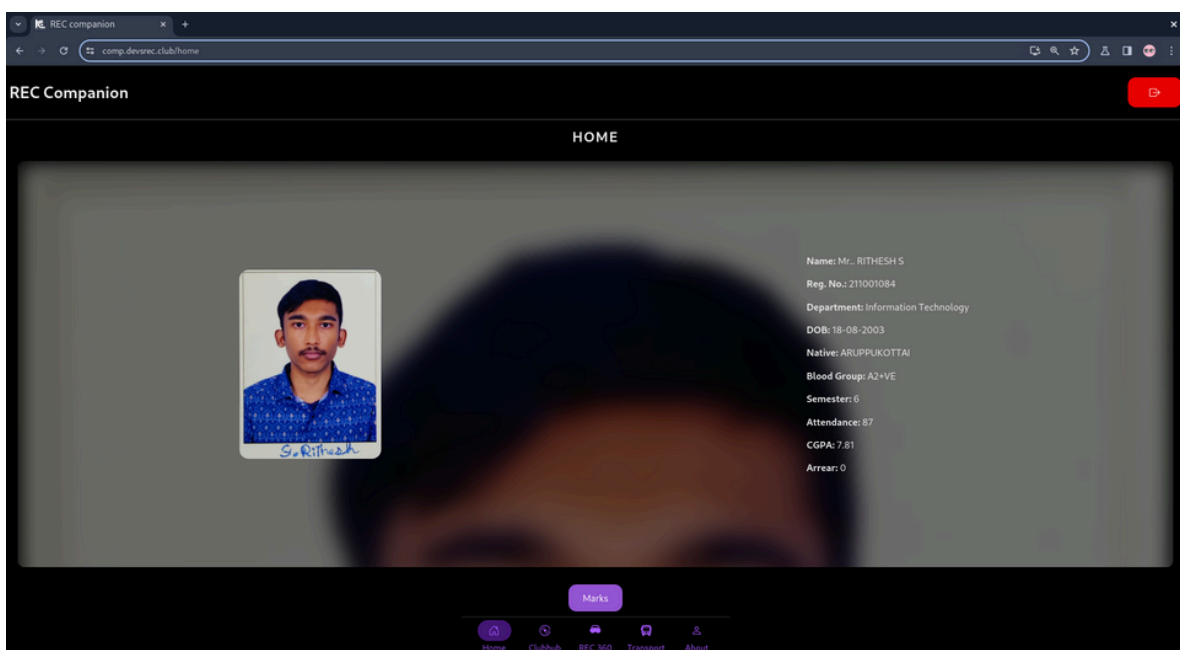 REC companion
comp.devsrec.club/home
REC Companion
HOME
S. Rithesh
Name: Mr.. RITHESH S
Reg. No.: 211001084
Department: Information Technology
DOB: 18-08-2003
Native: ARUPPUKOTTAI
Blood Group: A2+VE
Semester: 6
Attendance: 87
CGPA: 7.81
Arrear: 0
Marks
Home Clubhub REC 360 Transport About